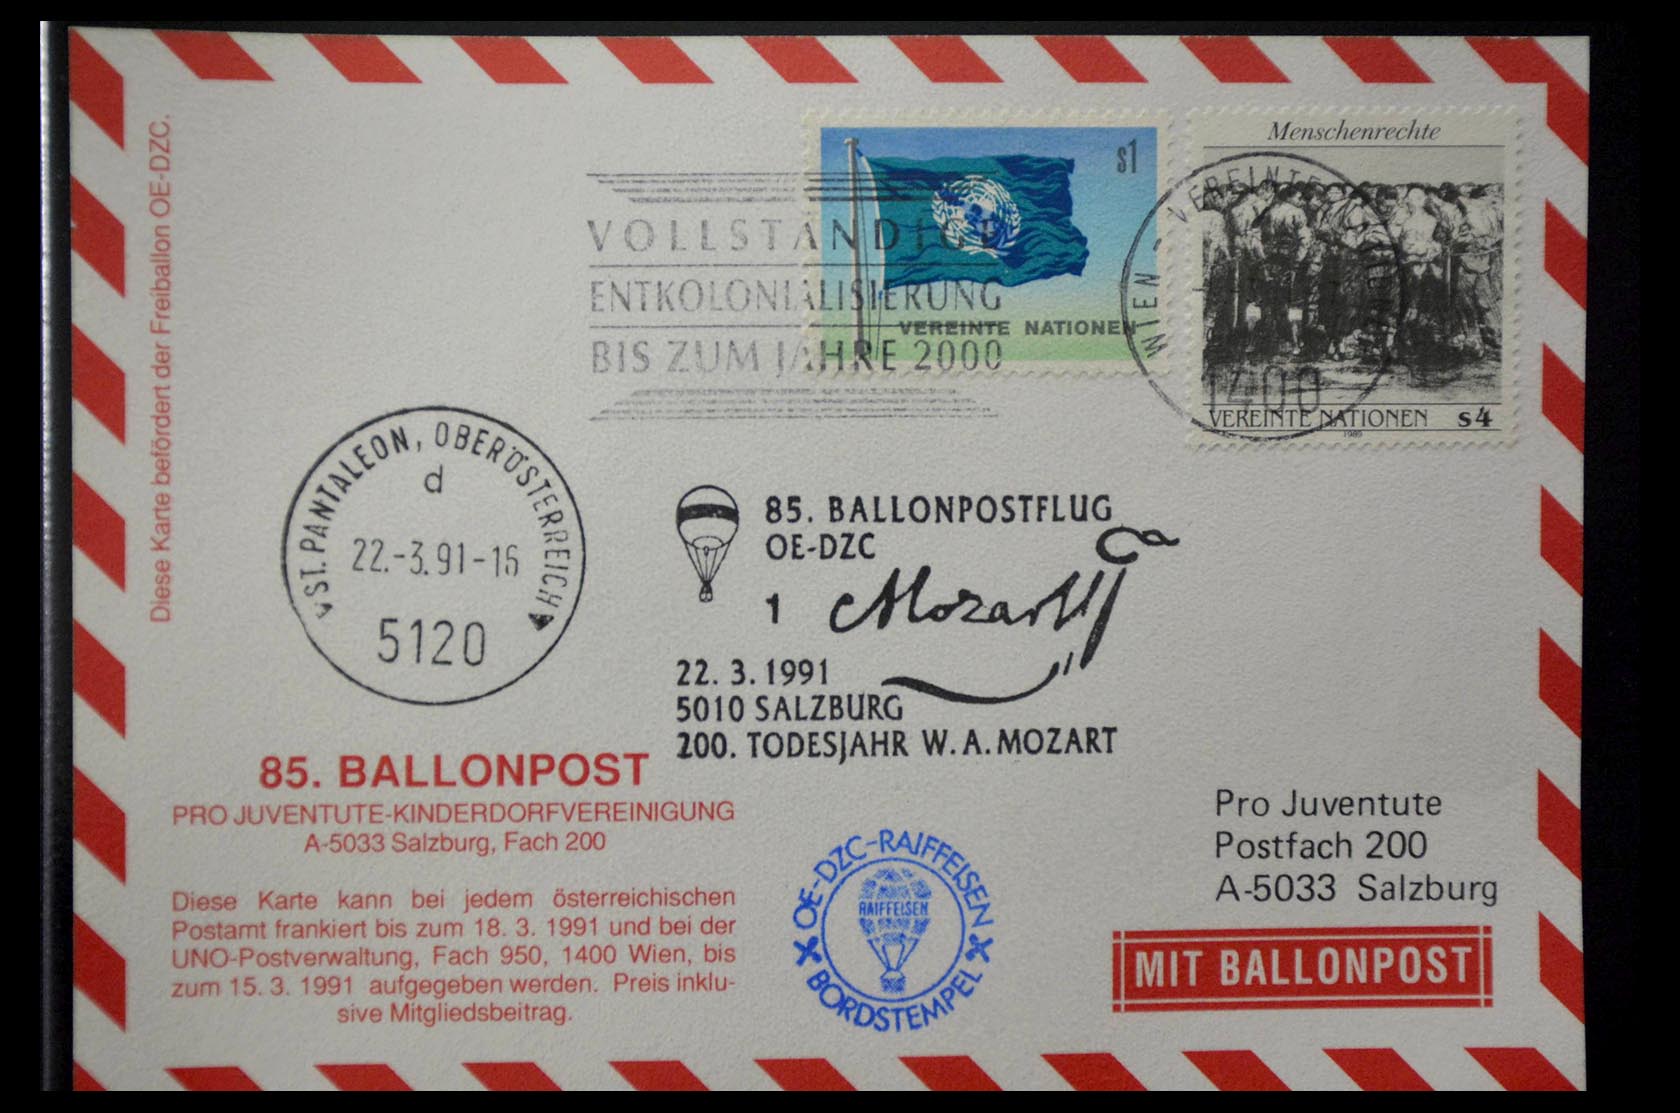 Diese Karte befördert der Freiballon OE-DZC.
s1
VEREINTE NATIONEN
Menschenrechte
VEREINTE NATIONEN s4
1989
VOLLSTÄNDIGE
ENTKOLONIALISIERUNG
BIS ZUM JAHRE 2000
WIEN - VEREINTE
1400
ST. PANTALEON, OBERÖSTERREICH
d
22.-3.91-16
5120
85. BALLONPOSTFLUG
OE-DZC
1 Mozart
22. 3. 1991
5010 SALZBURG
200. TODESJAHR W. A. MOZART
85. BALLONPOST
PRO JUVENTUTE-KINDERDORFVEREINIGUNG
A-5033 Salzburg, Fach 200
Diese Karte kann bei jedem österreichischen
Postamt frankiert bis zum 18. 3. 1991 und bei der
UNO-Postverwaltung, Fach 950, 1400 Wien, bis
zum 15. 3. 1991 aufgegeben werden. Preis inklu-
sive Mitgliedsbeitrag.
OE-DZC-RAIFFEISEN
RAIFFEISEN
BORDSTEMPEL
Pro Juventute
Postfach 200
A-5033 Salzburg
MIT BALLONPOST